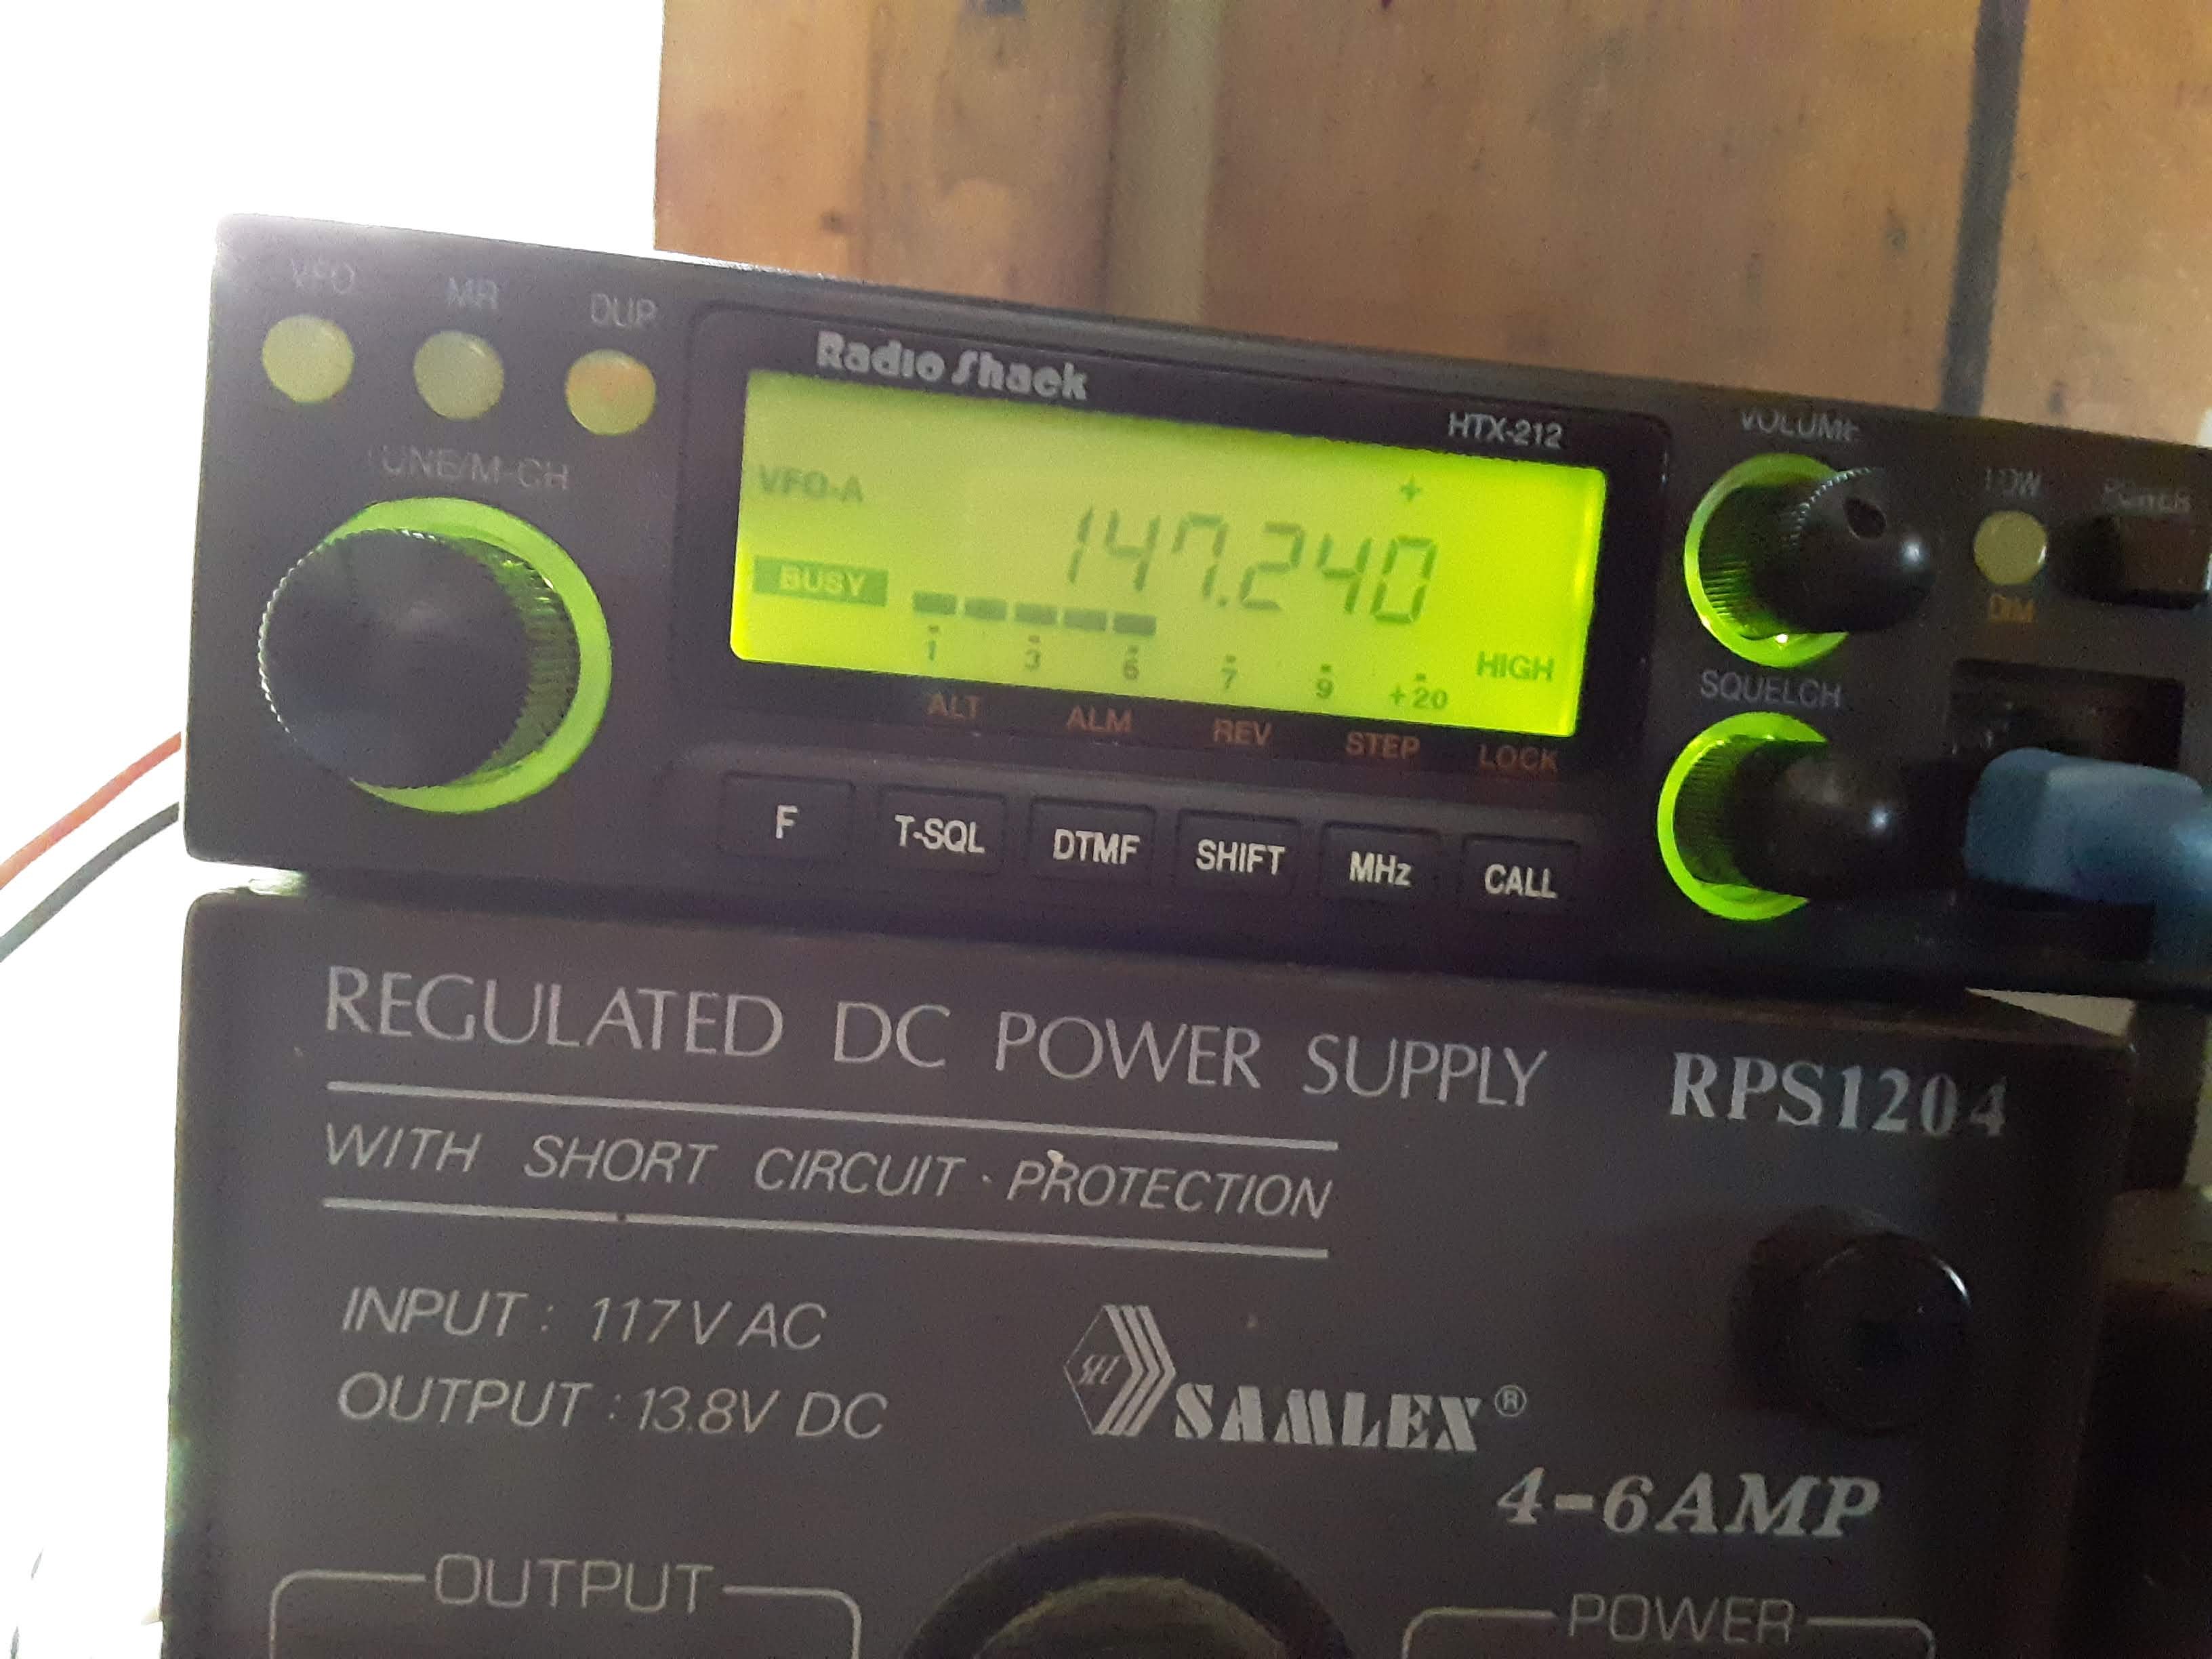 VFO MR DUP
Radio Shack
HTX-212
VOLUME
LOW POWER
TUNE/M-CH
VFO-A +
147.240
BUSY
DIM
1 3 6 7 9 +20 HIGH
SQUELCH
ALT ALM REV STEP LOCK
F T-SQL DTMF SHIFT MHz CALL
REGULATED DC POWER SUPPLY RPS1204
WITH SHORT CIRCUIT · PROTECTION
INPUT : 117V AC
OUTPUT : 13.8V DC
SEC SAMLEX®
4-6AMP
OUTPUT POWER